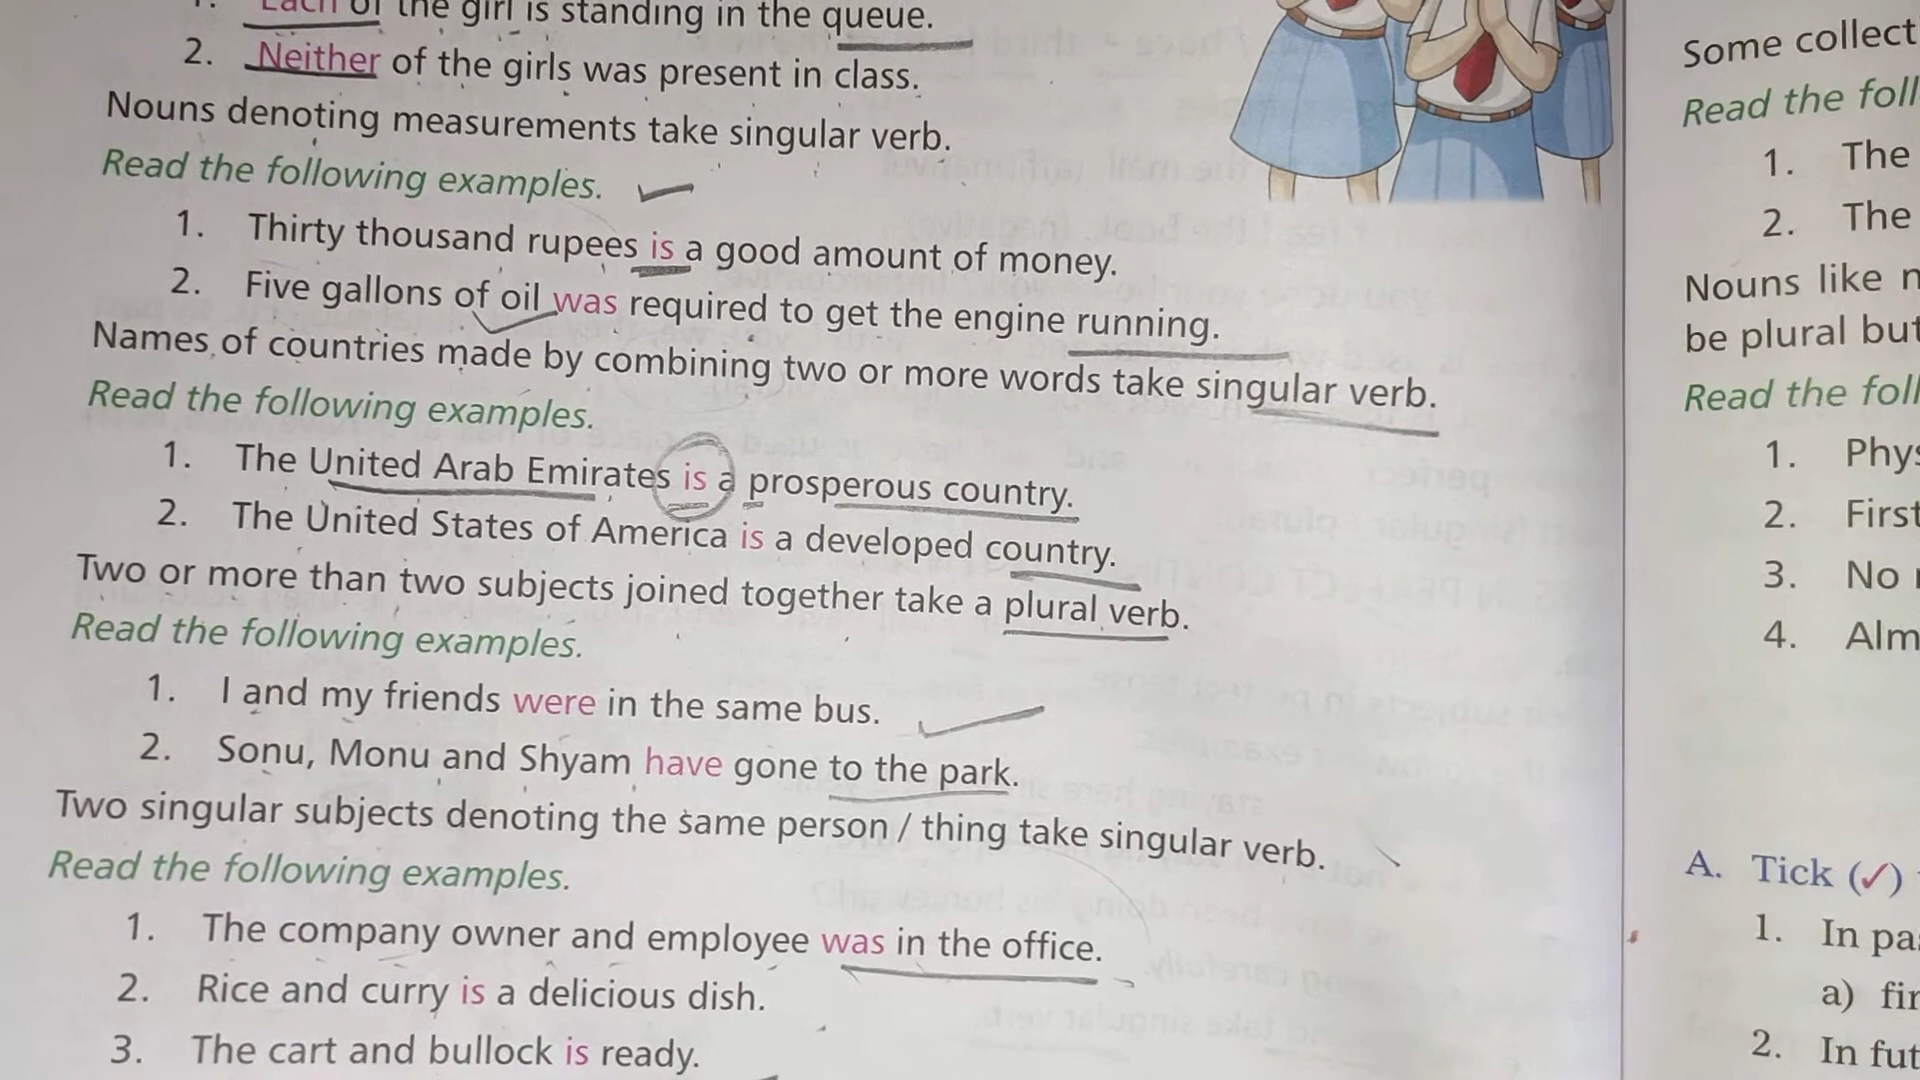 1. Each of the girl is standing in the queue.
2. Neither of the girls was present in class.
Nouns denoting measurements take singular verb.
Read the following examples.
1. Thirty thousand rupees is a good amount of money.
2. Five gallons of oil was required to get the engine running.
Names of countries made by combining two or more words take singular verb.
Read the following examples.
1. The United Arab Emirates is a prosperous country.
2. The United States of America is a developed country.
Two or more than two subjects joined together take a plural verb.
Read the following examples.
1. I and my friends were in the same bus.
2. Sonu, Monu and Shyam have gone to the park.
Two singular subjects denoting the same person / thing take singular verb.
Read the following examples.
1. The company owner and employee was in the office.
2. Rice and curry is a delicious dish.
3. The cart and bullock is ready.
Some collect
Read the foll
1. The
2. The
Nouns like
be plural but
Read the foll
1. Phys
2. First
3. No
4. Alm
A. Tick (✓)
1. In pas
a) fir
2. In fut